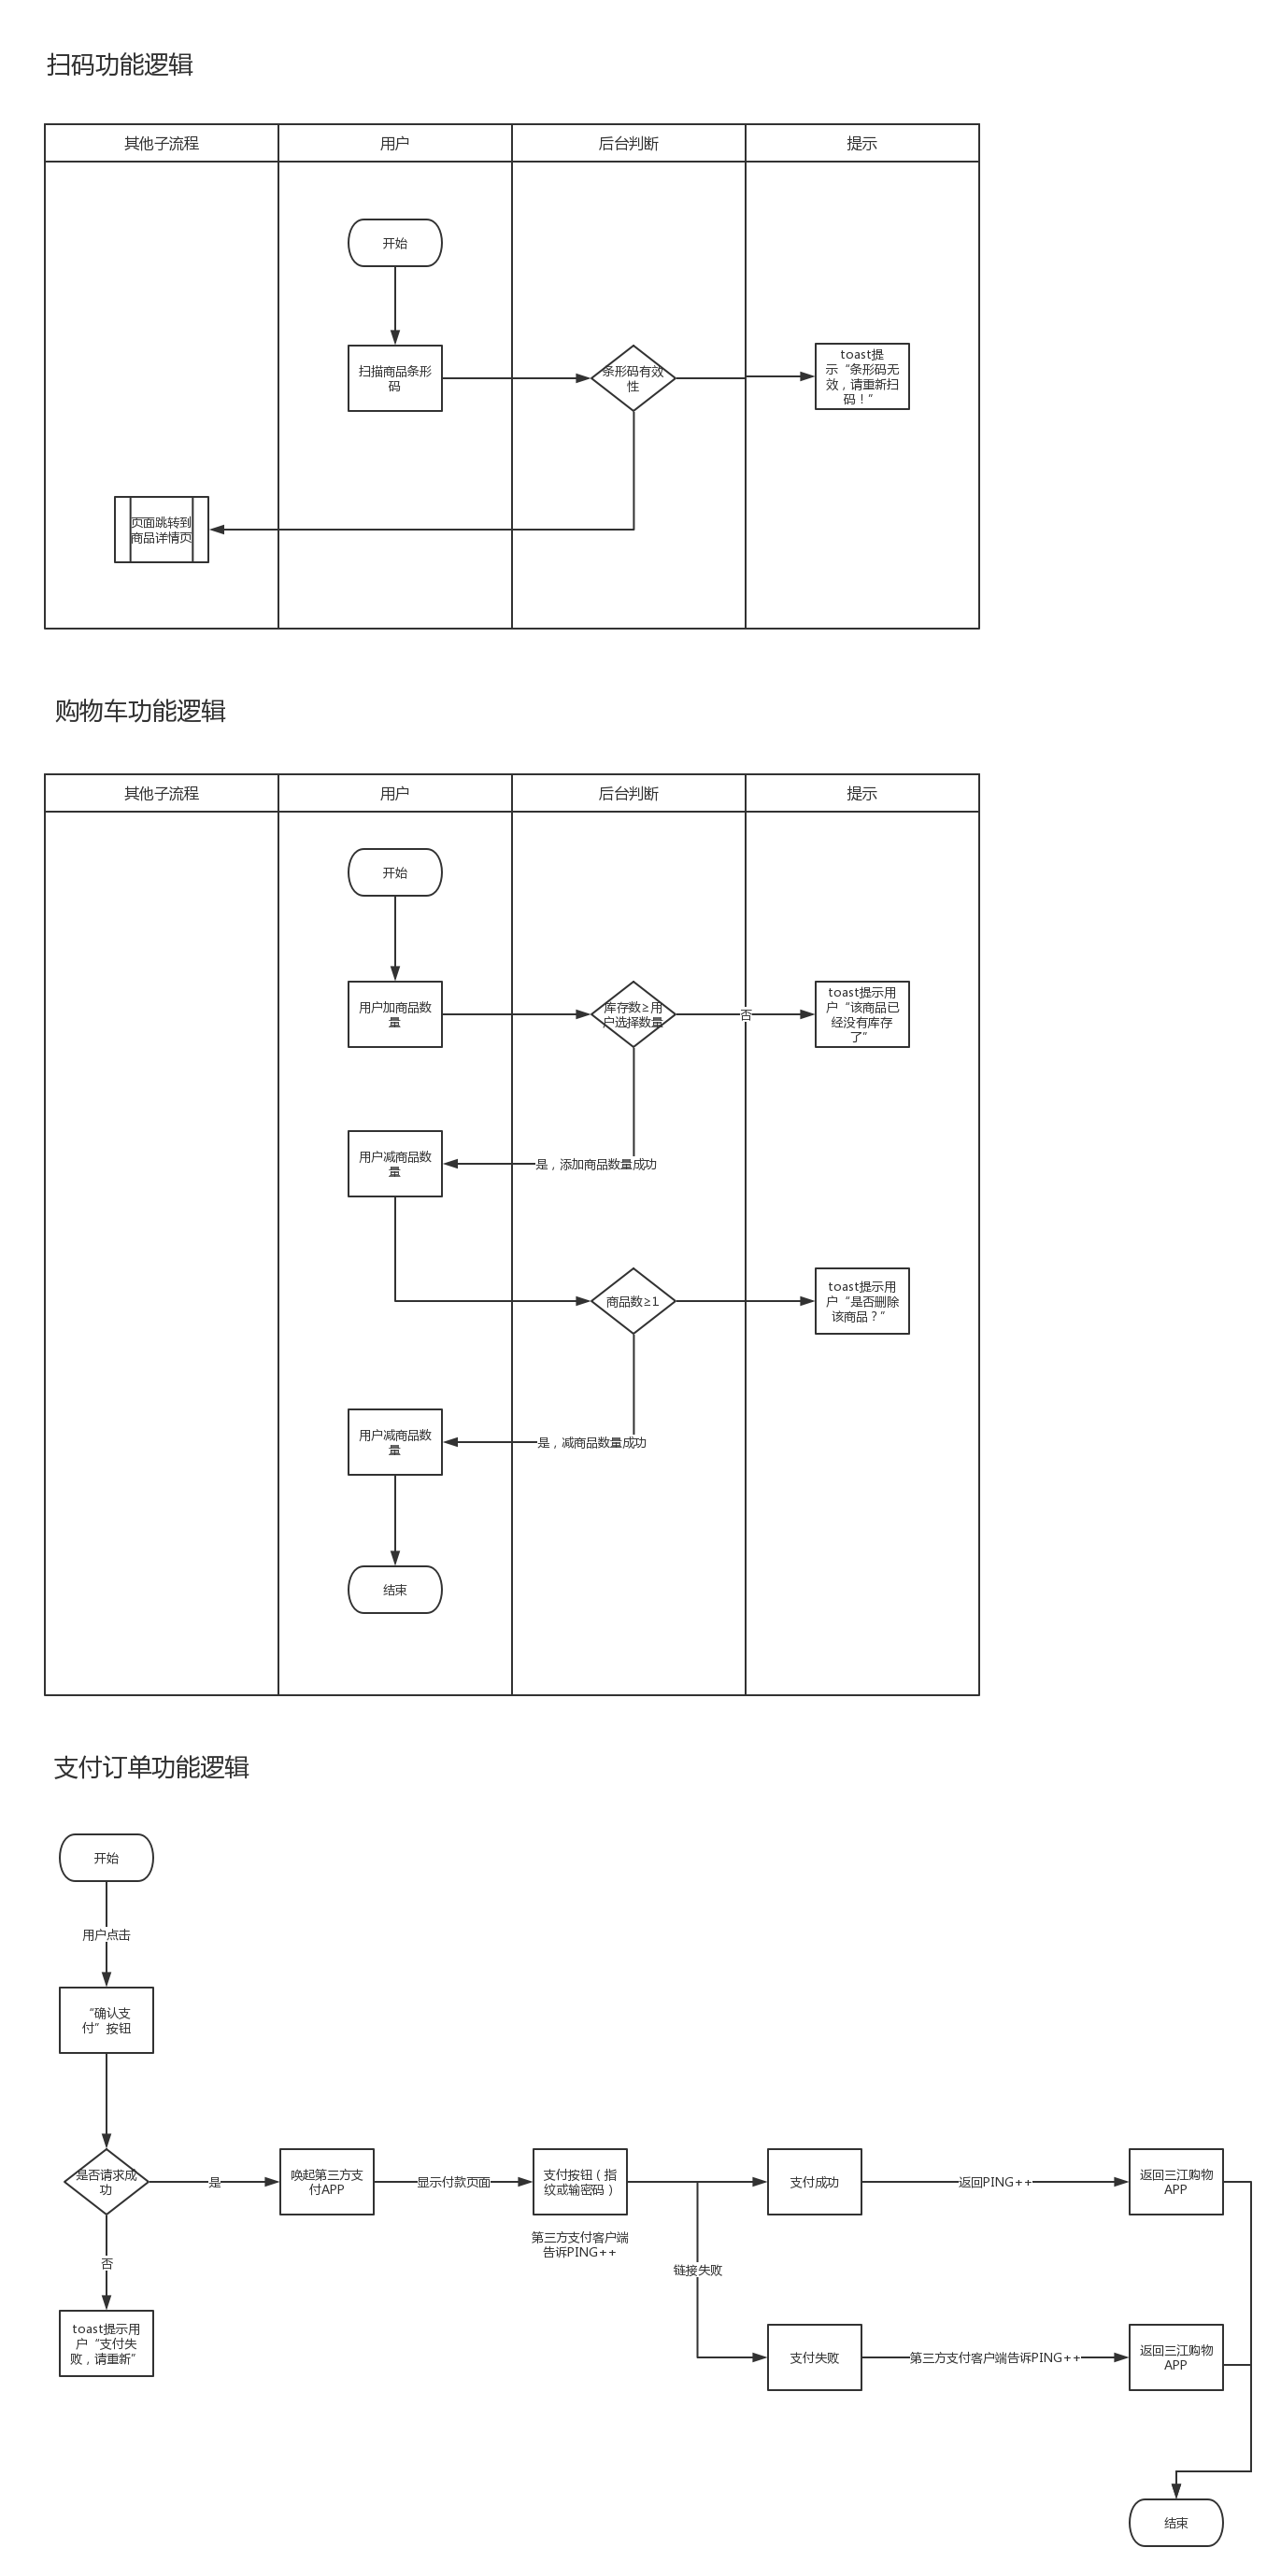 扫码功能逻辑
其他子流程
用户
后台判断
提示
开始
扫描商品条形
码
条形码有效
性
toast提
示“条形码无
效，请重新扫
码！”
页面跳转到
商品详情页
购物车功能逻辑
其他子流程
用户
后台判断
提示
开始
用户加商品数
量
库存数≥用
户选择数量
否
toast提示用
户“该商品已
经没有库存
了”
用户减商品数
量
是，添加商品数量成功
商品数≥1
toast提示用
户“是否删除
该商品？”
用户减商品数
量
是，减商品数量成功
结束
支付订单功能逻辑
开始
用户点击
“确认支
付”按钮
是否请求成
功
是
唤起第三方支
付APP
显示付款页面
支付按钮（指
纹或输密码）
第三方支付客户端
告诉PING++
支付成功
返回PING++
返回三江购物
APP
否
链接失败
toast提示用
户“支付失
败，请重新”
支付失败
第三方支付客户端告诉PING++
返回三江购物
APP
结束